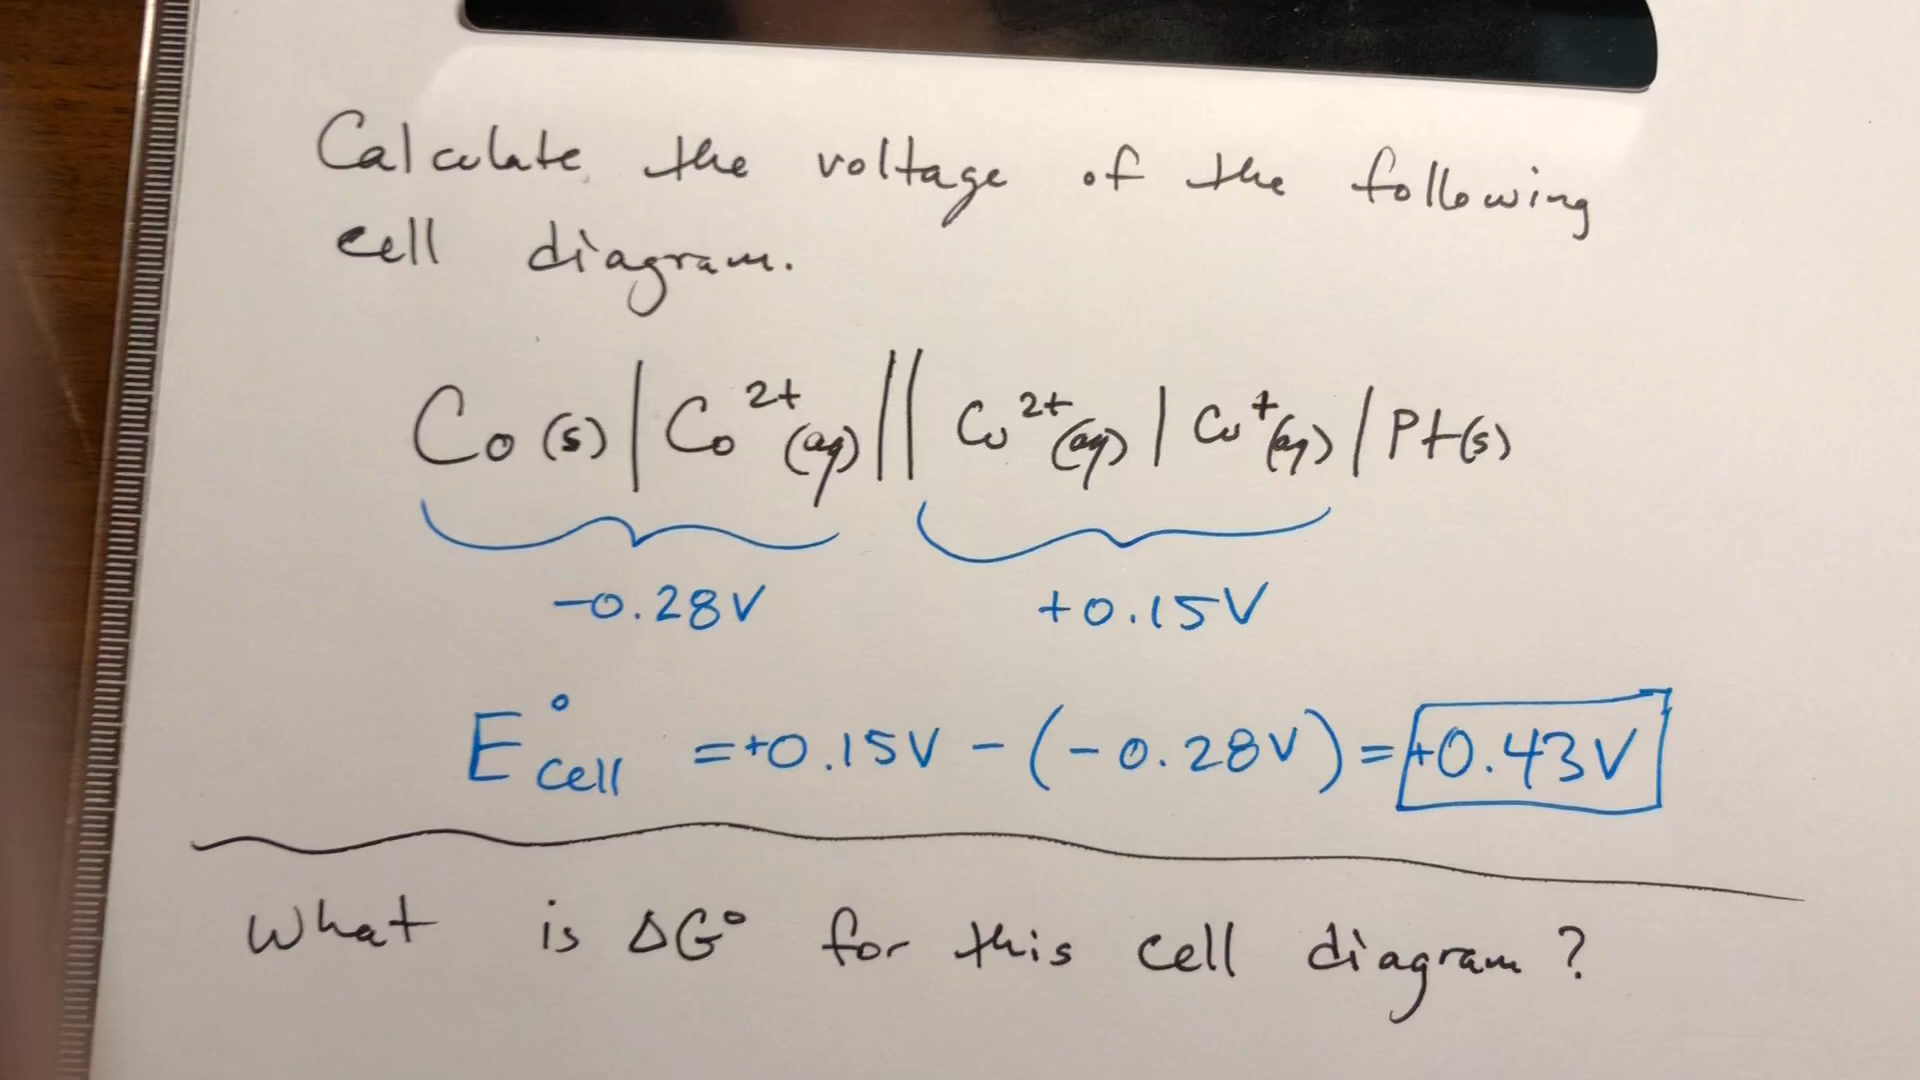 Calculate the voltage of the following
cell diagram.
Co (s) | Co²⁺(aq) || Cu²⁺(aq) | Cu⁺(aq) | Pt(s)
-0.28V +0.15V
E°cell = +0.15V - (-0.28V) = +0.43V
What is ΔG° for this cell diagram?